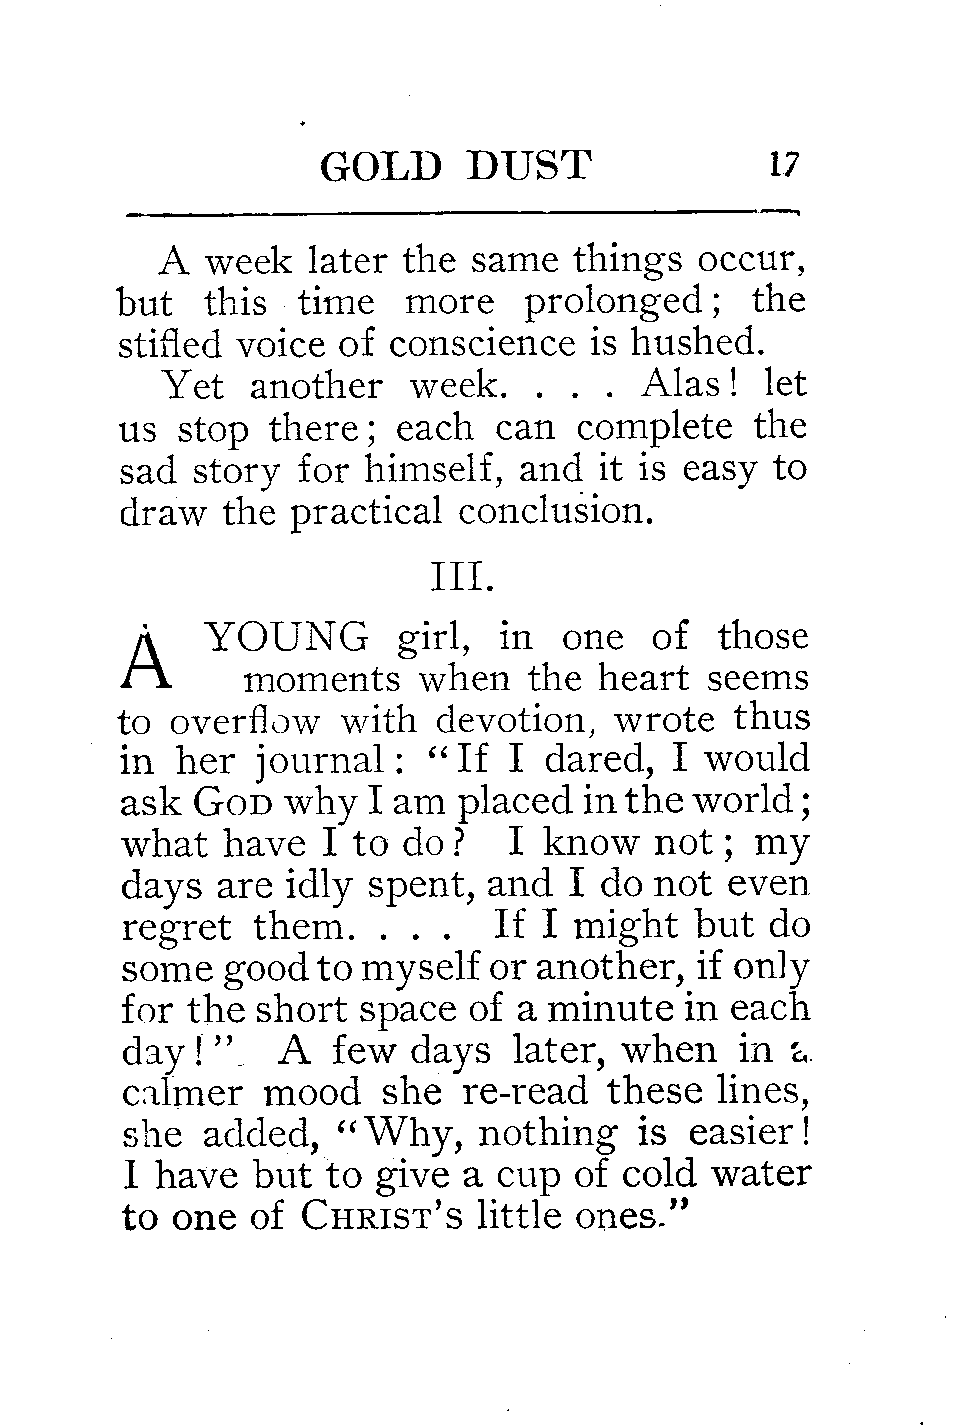 GOLD DUST 17
A week later the same things occur,
but this time more prolonged; the
stifled voice of conscience is hushed.
Yet another week. . . . Alas! let
us stop there; each can complete the
sad story for himself, and it is easy to
draw the practical conclusion.
III.
A YOUNG girl, in one of those
moments when the heart seems
to overflow with devotion, wrote thus
in her journal: "If I dared, I would
ask GOD why I am placed in the world;
what have I to do? I know not; my
days are idly spent, and I do not even
regret them. . . . If I might but do
some good to myself or another, if only
for the short space of a minute in each
day!" A few days later, when in a
calmer mood she re-read these lines,
she added, "Why, nothing is easier!
I have but to give a cup of cold water
to one of CHRIST'S little ones."